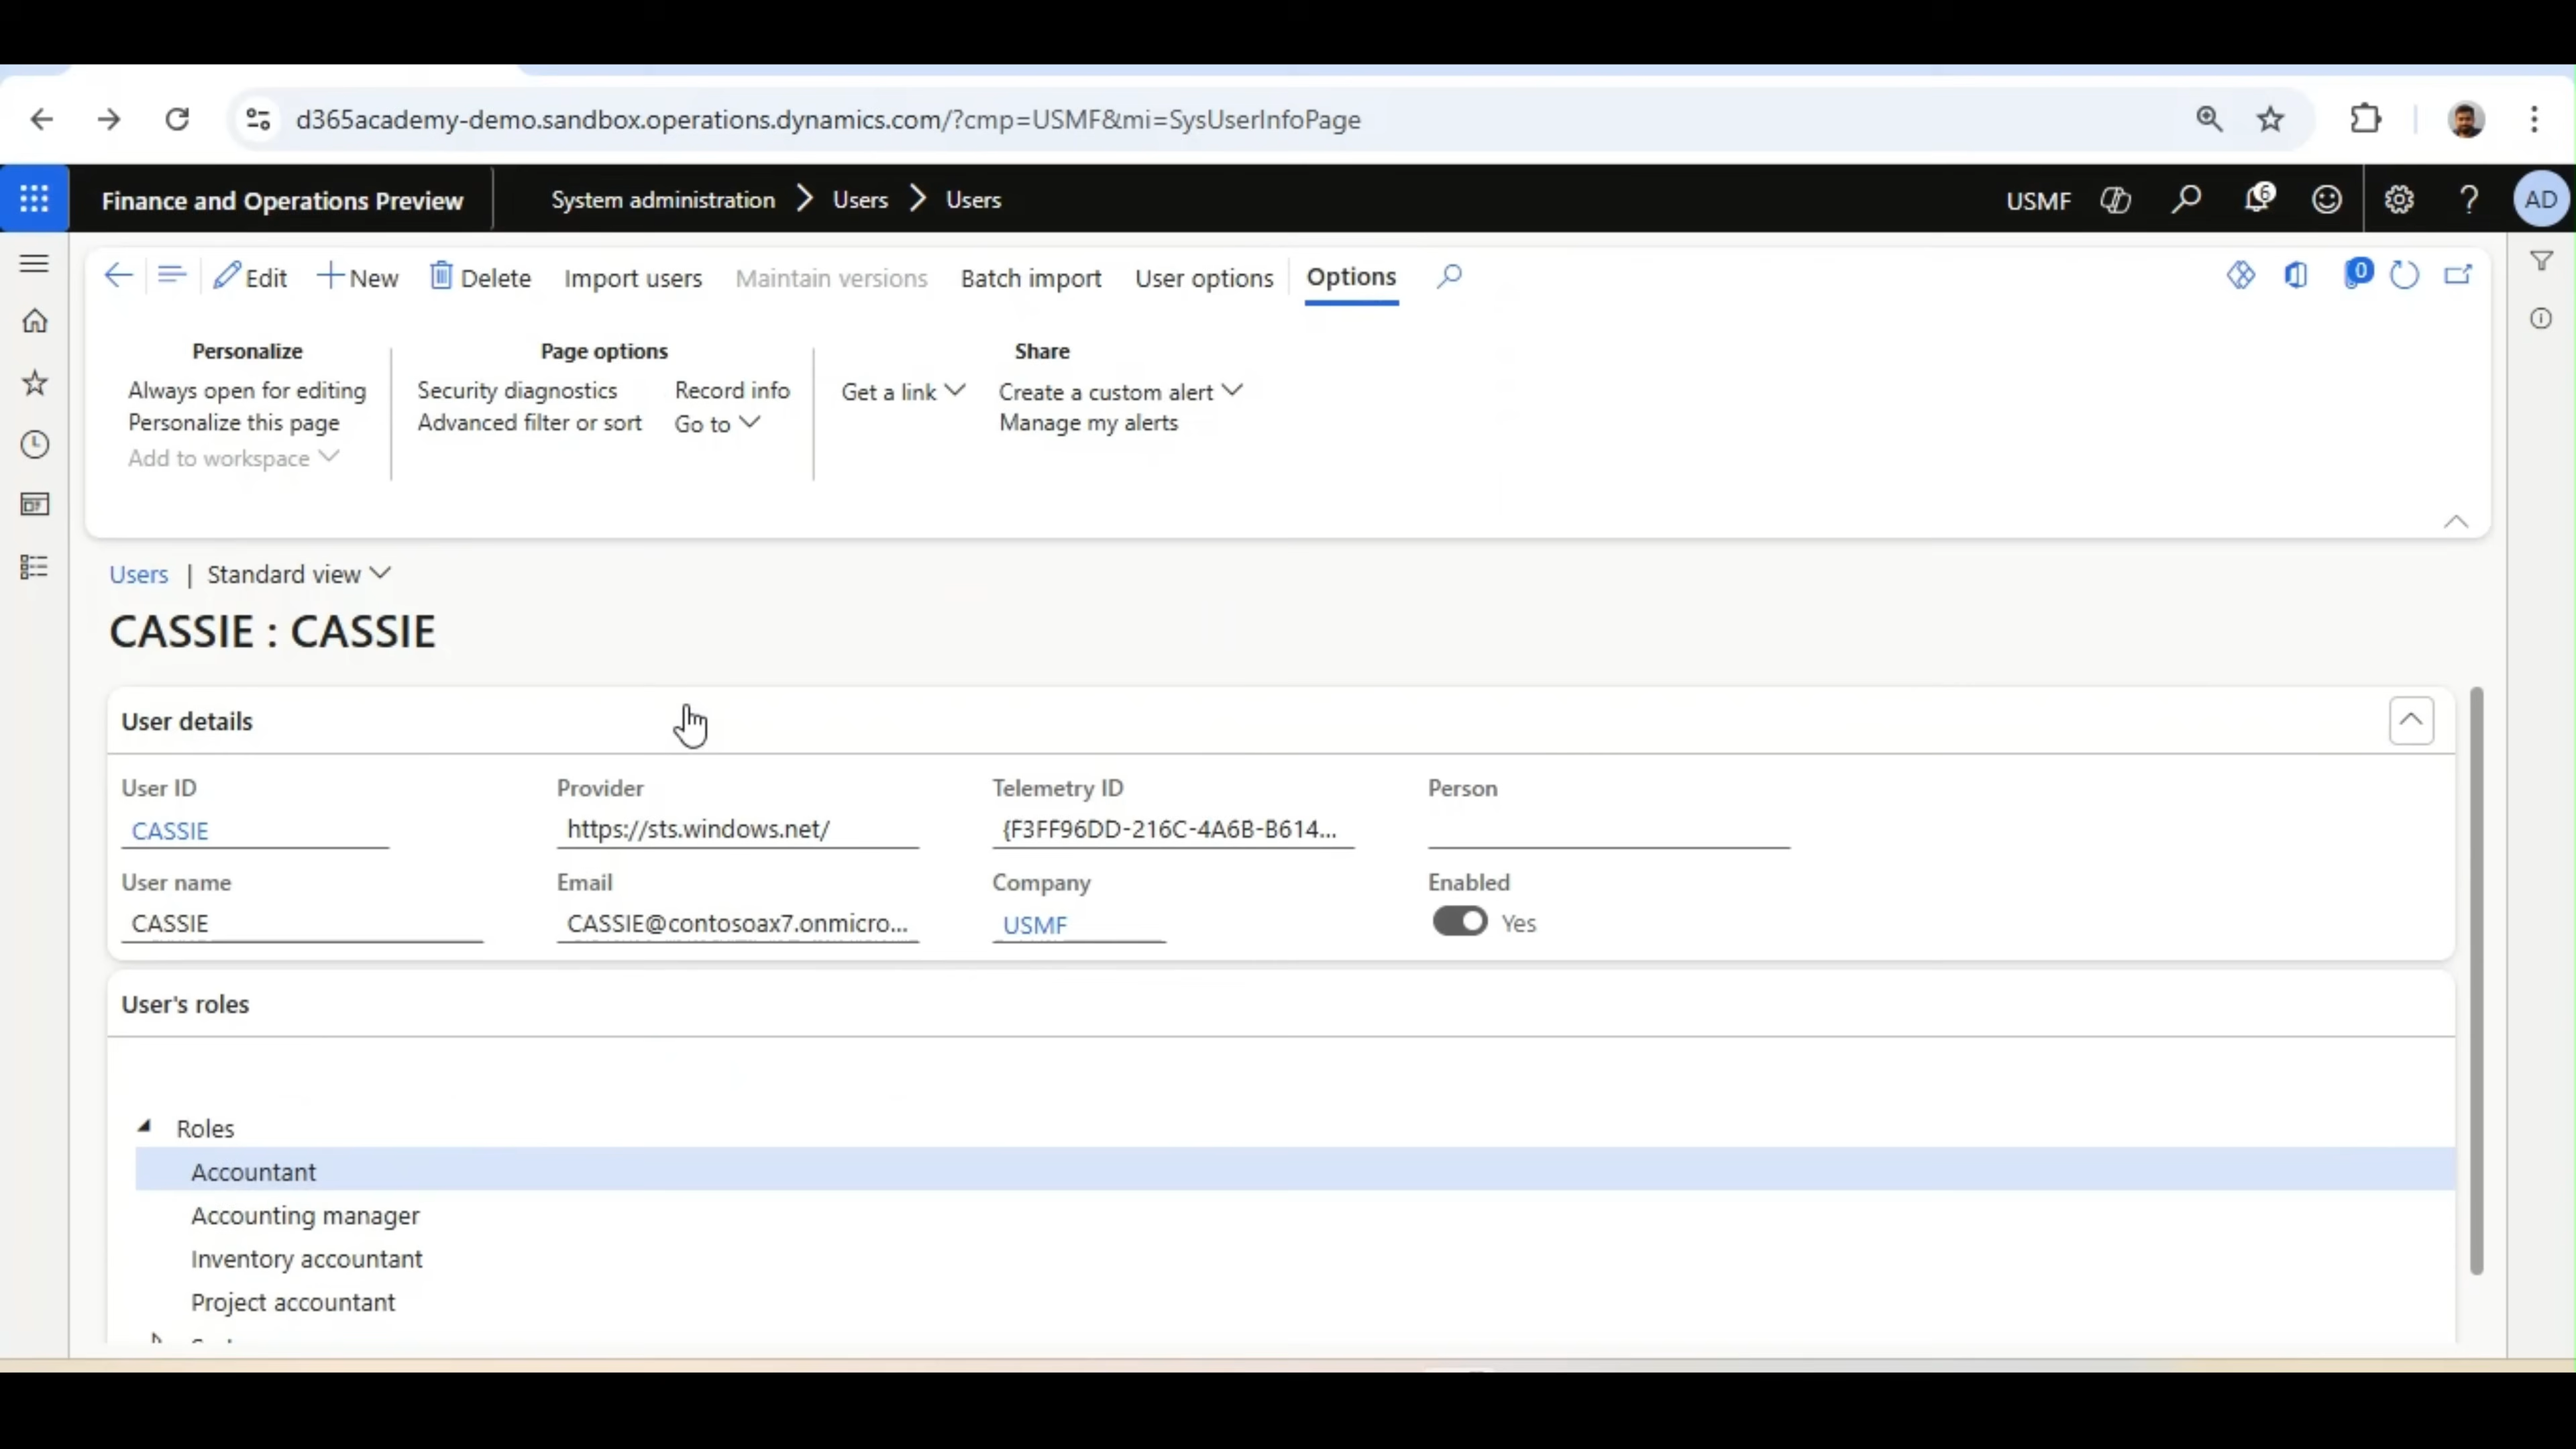 d365academy-demo.sandbox.operations.dynamics.com/?cmp=USMF&mi=SysUserInfoPage
Finance and Operations Preview System administration Users Users USMF 6 ? AD
Edit New Delete Import users Maintain versions Batch import User options Options 0
Personalize Page options Share
Always open for editing Security diagnostics Record info Get a link Create a custom alert
Personalize this page Advanced filter or sort Go to Manage my alerts
Add to workspace
Users | Standard view
CASSIE : CASSIE
User details
User ID Provider Telemetry ID Person
CASSIE https://sts.windows.net/ {F3FF96DD-216C-4A6B-B614...
User name Email Company Enabled
CASSIE CASSIE@contosoax7.onmicro... USMF Yes
User's roles
Roles
Accountant
Accounting manager
Inventory accountant
Project accountant